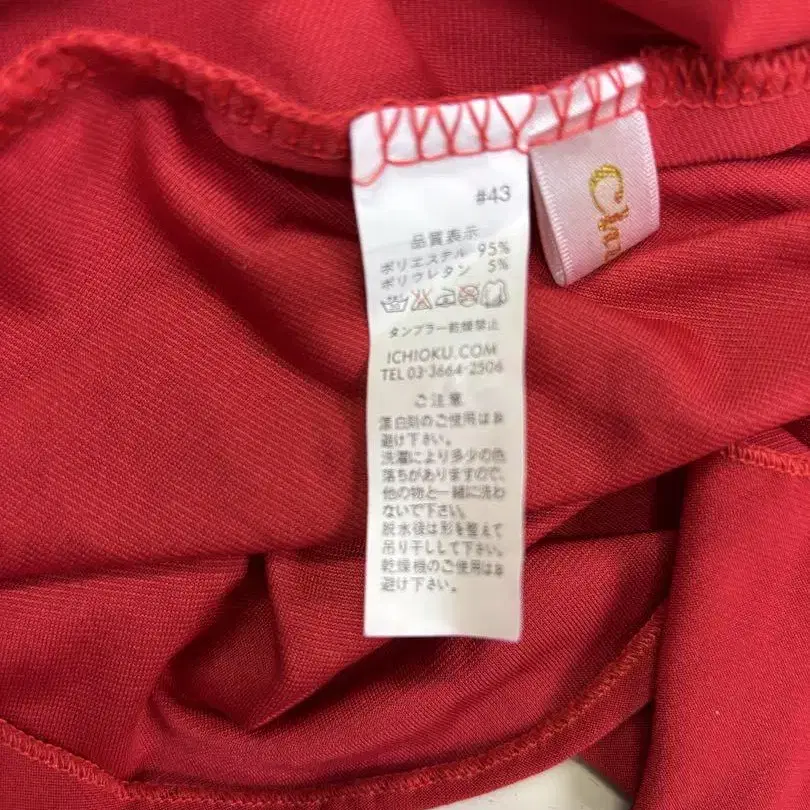 #43
品質表示
ポリエステル 95%
ポリウレタン 5%
タンブラー乾燥禁止
ICHIOKU.COM
TEL 03-3664-2506
ご注意
漂白剤のご使用はお
避け下さい。
洗濯により多少の色
落ちがありますので、
他の物と一緒に洗わ
ないで下さい。
脱水後は形を整えて
吊り干しして下さい。
乾燥機のご使用はお
避け下さい。